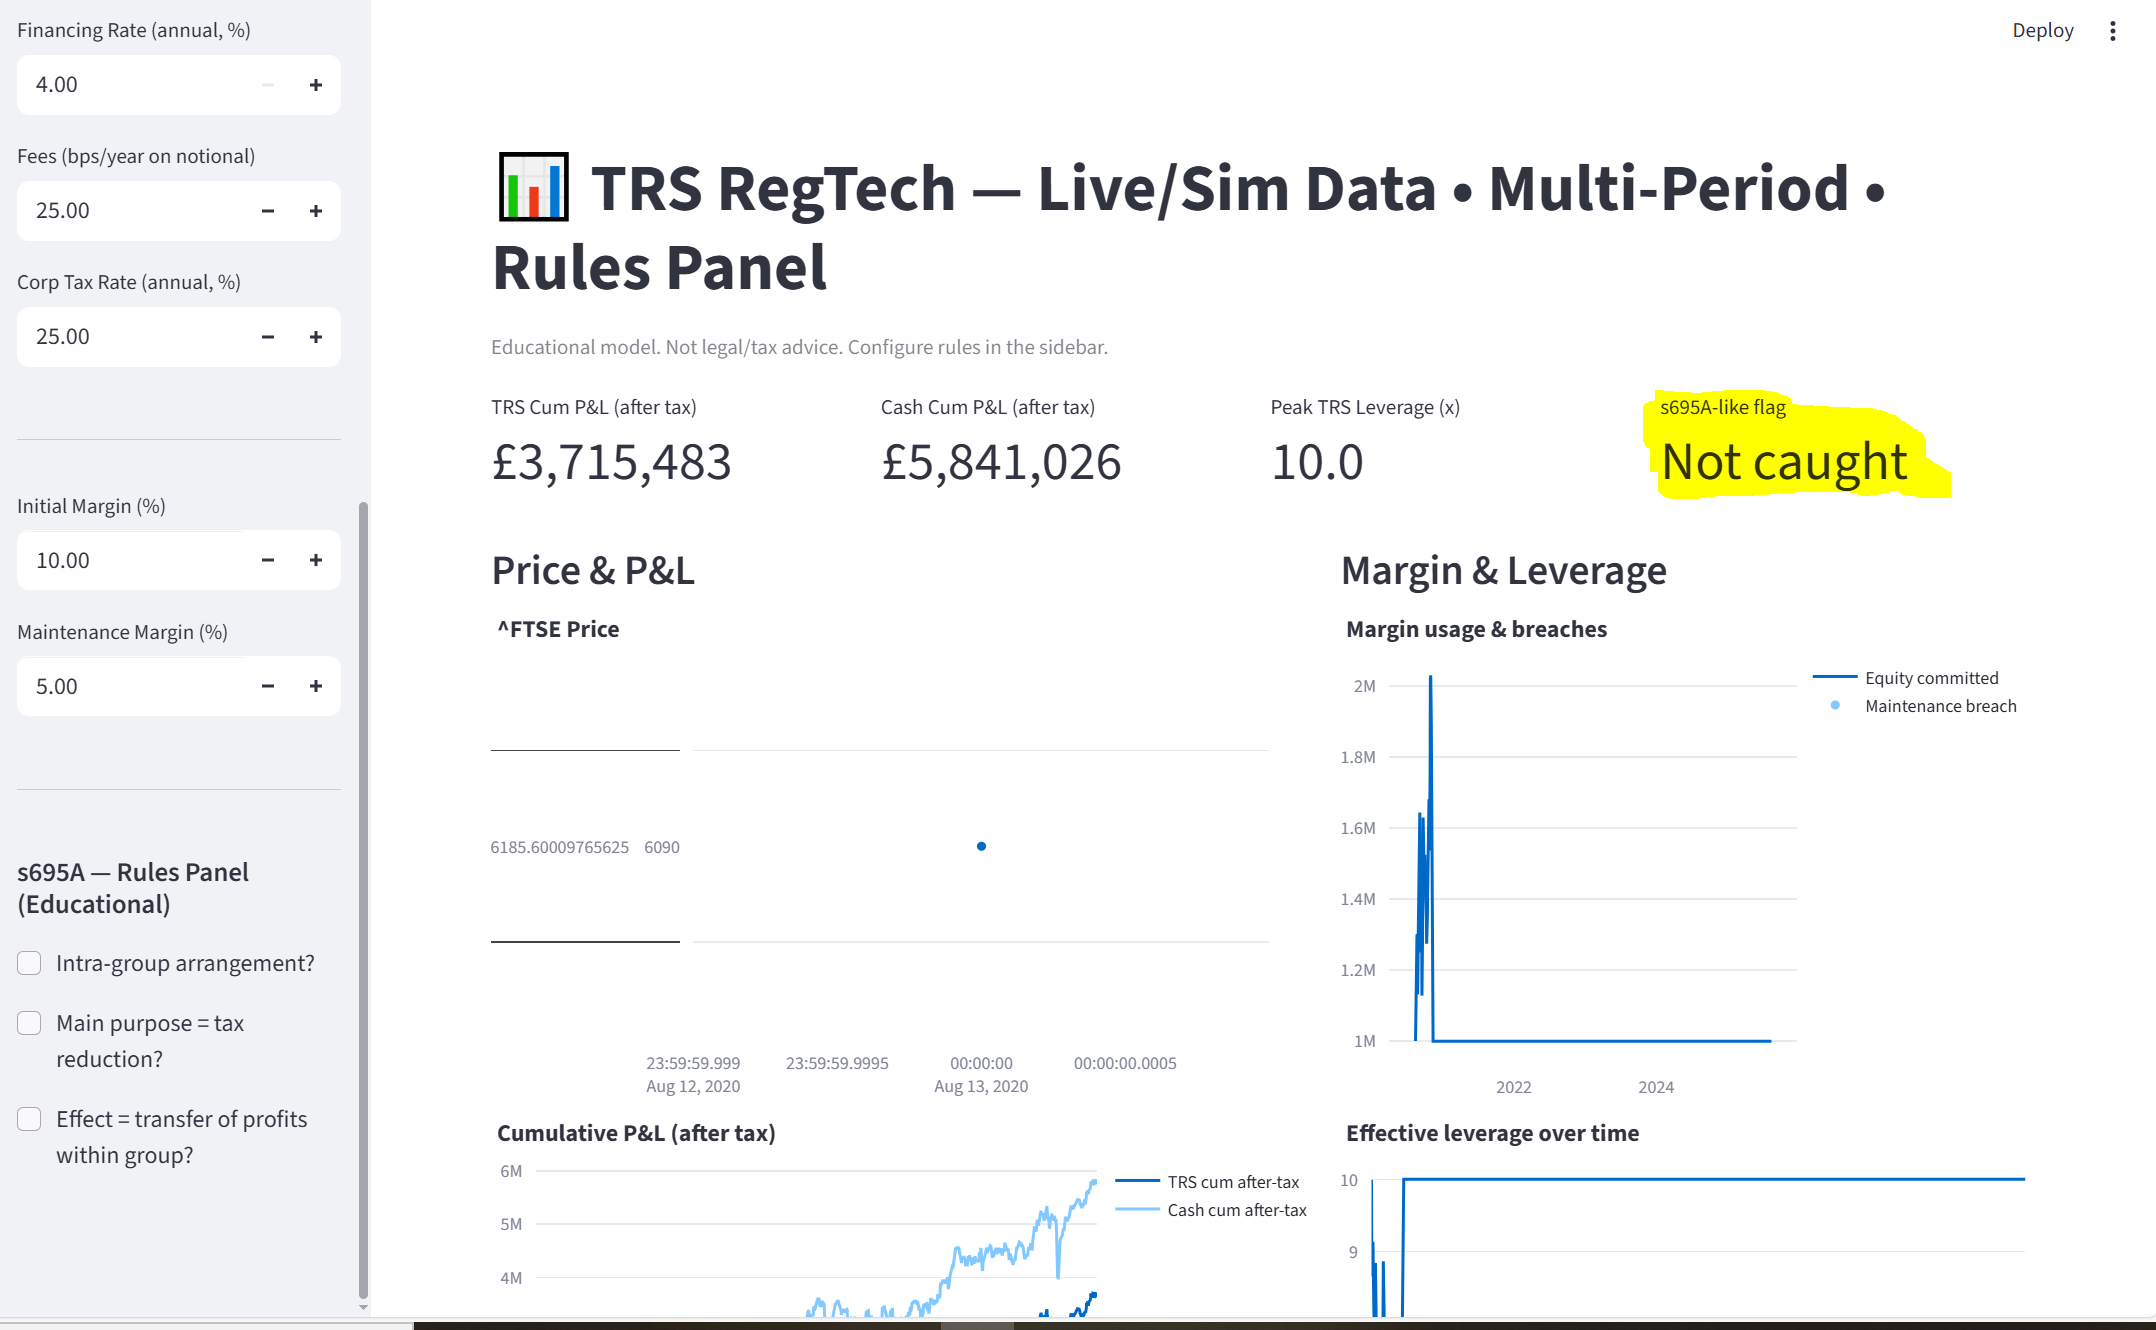 Financing Rate (annual, %)
4.00
Fees (bps/year on notional)
25.00
Corp Tax Rate (annual, %)
25.00
Initial Margin (%)
10.00
Maintenance Margin (%)
5.00
s695A — Rules Panel
(Educational)
Intra-group arrangement?
Main purpose = tax
reduction?
Effect = transfer of profits
within group?
Deploy
TRS RegTech — Live/Sim Data • Multi-Period •
Rules Panel
Educational model. Not legal/tax advice. Configure rules in the sidebar.
TRS Cum P&L (after tax)
£3,715,483
Cash Cum P&L (after tax)
£5,841,026
Peak TRS Leverage (x)
10.0
s695A-like flag
Not caught
Price & P&L
^FTSE Price
6185.60009765625 6090
23:59:59.999 23:59:59.9995 00:00:00 00:00:00.0005
Aug 12, 2020 Aug 13, 2020
Margin & Leverage
Margin usage & breaches
2M
1.8M
1.6M
1.4M
1.2M
1M
2022 2024
Equity committed
Maintenance breach
Cumulative P&L (after tax)
6M
5M
4M
TRS cum after-tax
Cash cum after-tax
Effective leverage over time
10
9